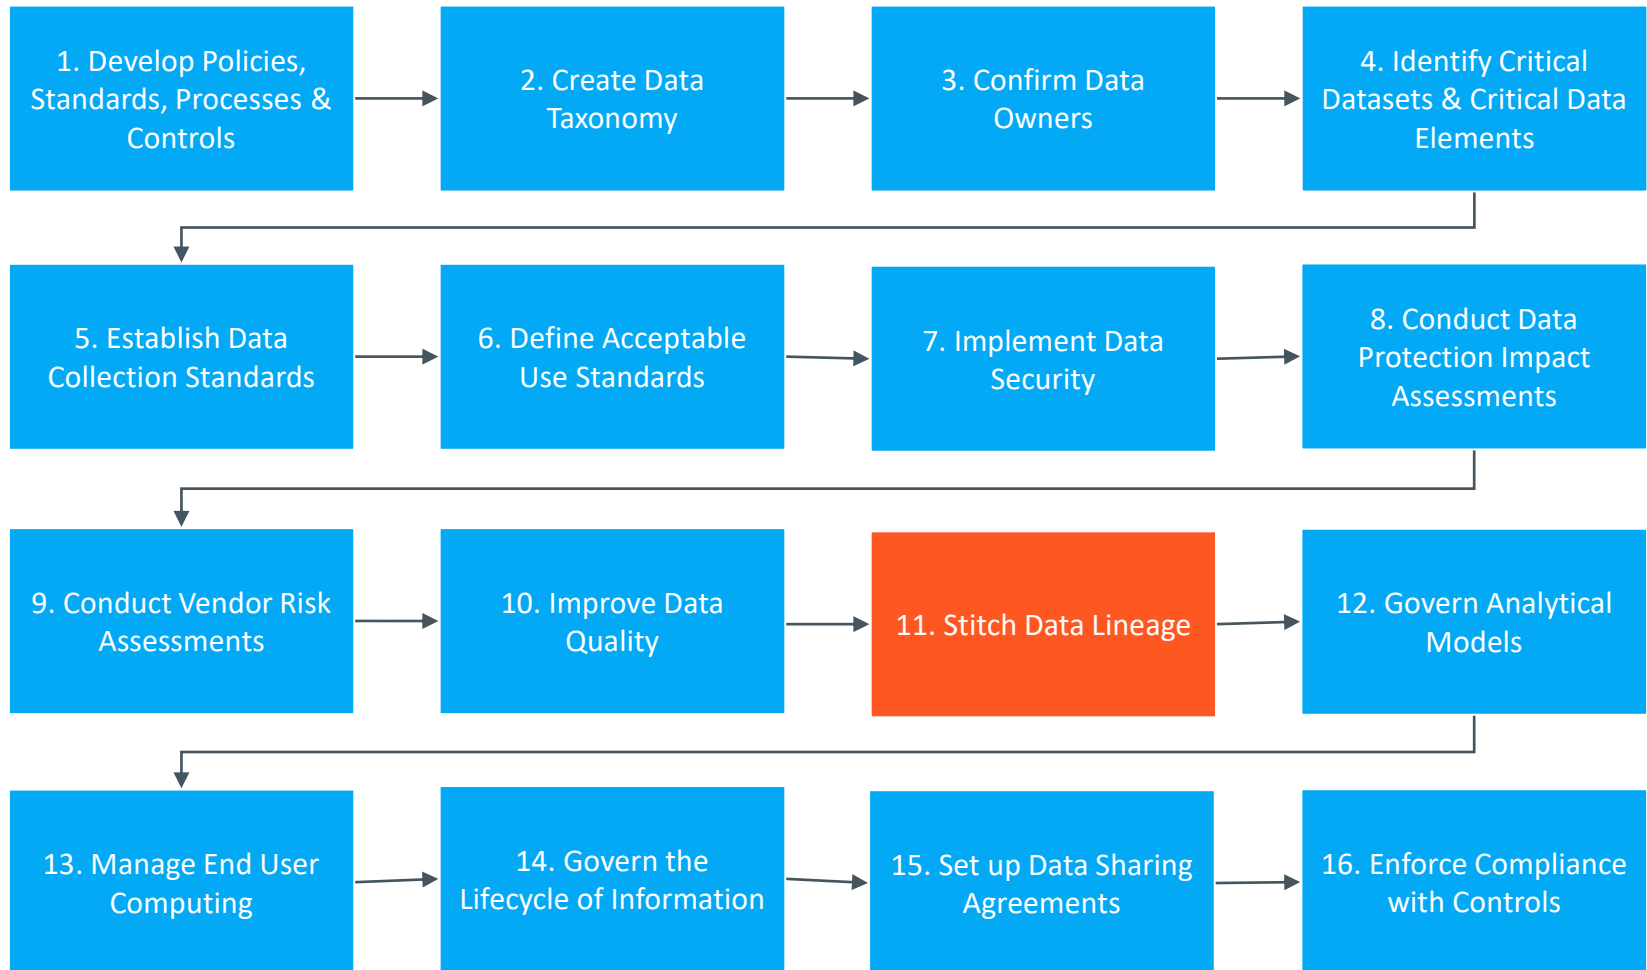 1. Develop Policies,
Standards, Processes &
Controls
2. Create Data
Taxonomy
3. Confirm Data
Owners
4. Identify Critical
Datasets & Critical Data
Elements
5. Establish Data
Collection Standards
6. Define Acceptable
Use Standards
7. Implement Data
Security
8. Conduct Data
Protection Impact
Assessments
9. Conduct Vendor Risk
Assessments
10. Improve Data
Quality
11. Stitch Data Lineage
12. Govern Analytical
Models
13. Manage End User
Computing
14. Govern the
Lifecycle of Information
15. Set up Data Sharing
Agreements
16. Enforce Compliance
with Controls